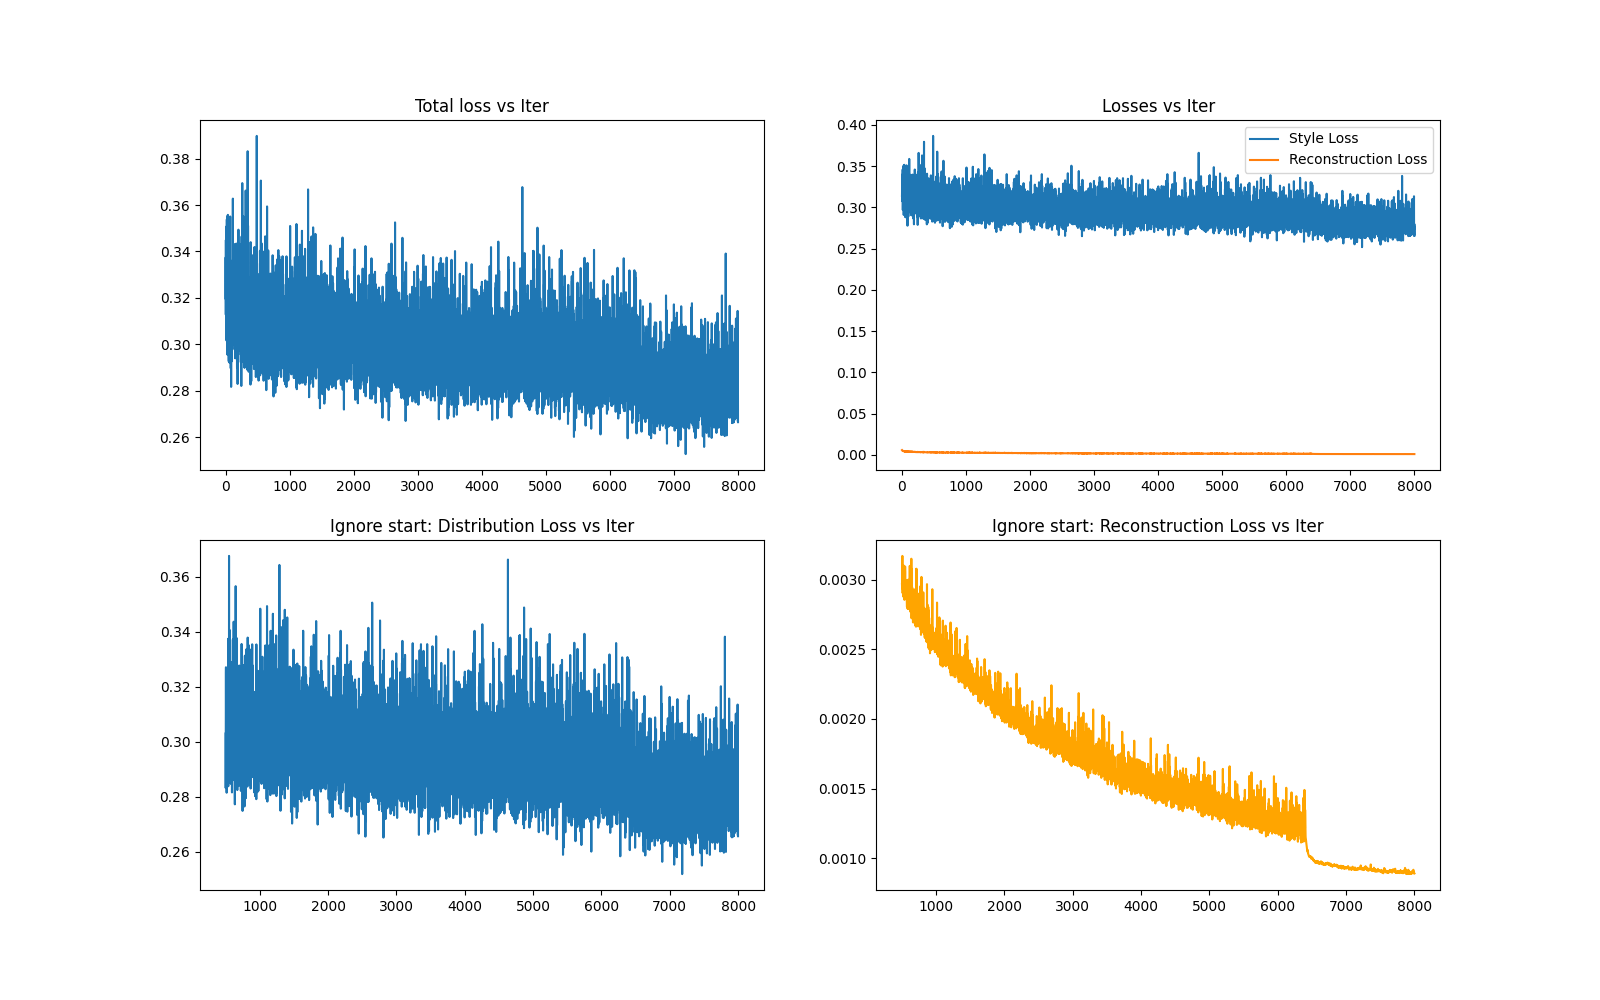 Total loss vs Iter
0.38
0.36
0.34
0.32
0.30
0.28
0.26
0 1000 2000 3000 4000 5000 6000 7000 8000
Losses vs Iter
Style Loss
Reconstruction Loss
0.40
0.35
0.30
0.25
0.20
0.15
0.10
0.05
0.00
0 1000 2000 3000 4000 5000 6000 7000 8000
Ignore start: Distribution Loss vs Iter
0.36
0.34
0.32
0.30
0.28
0.26
1000 2000 3000 4000 5000 6000 7000 8000
Ignore start: Reconstruction Loss vs Iter
0.0030
0.0025
0.0020
0.0015
0.0010
1000 2000 3000 4000 5000 6000 7000 8000